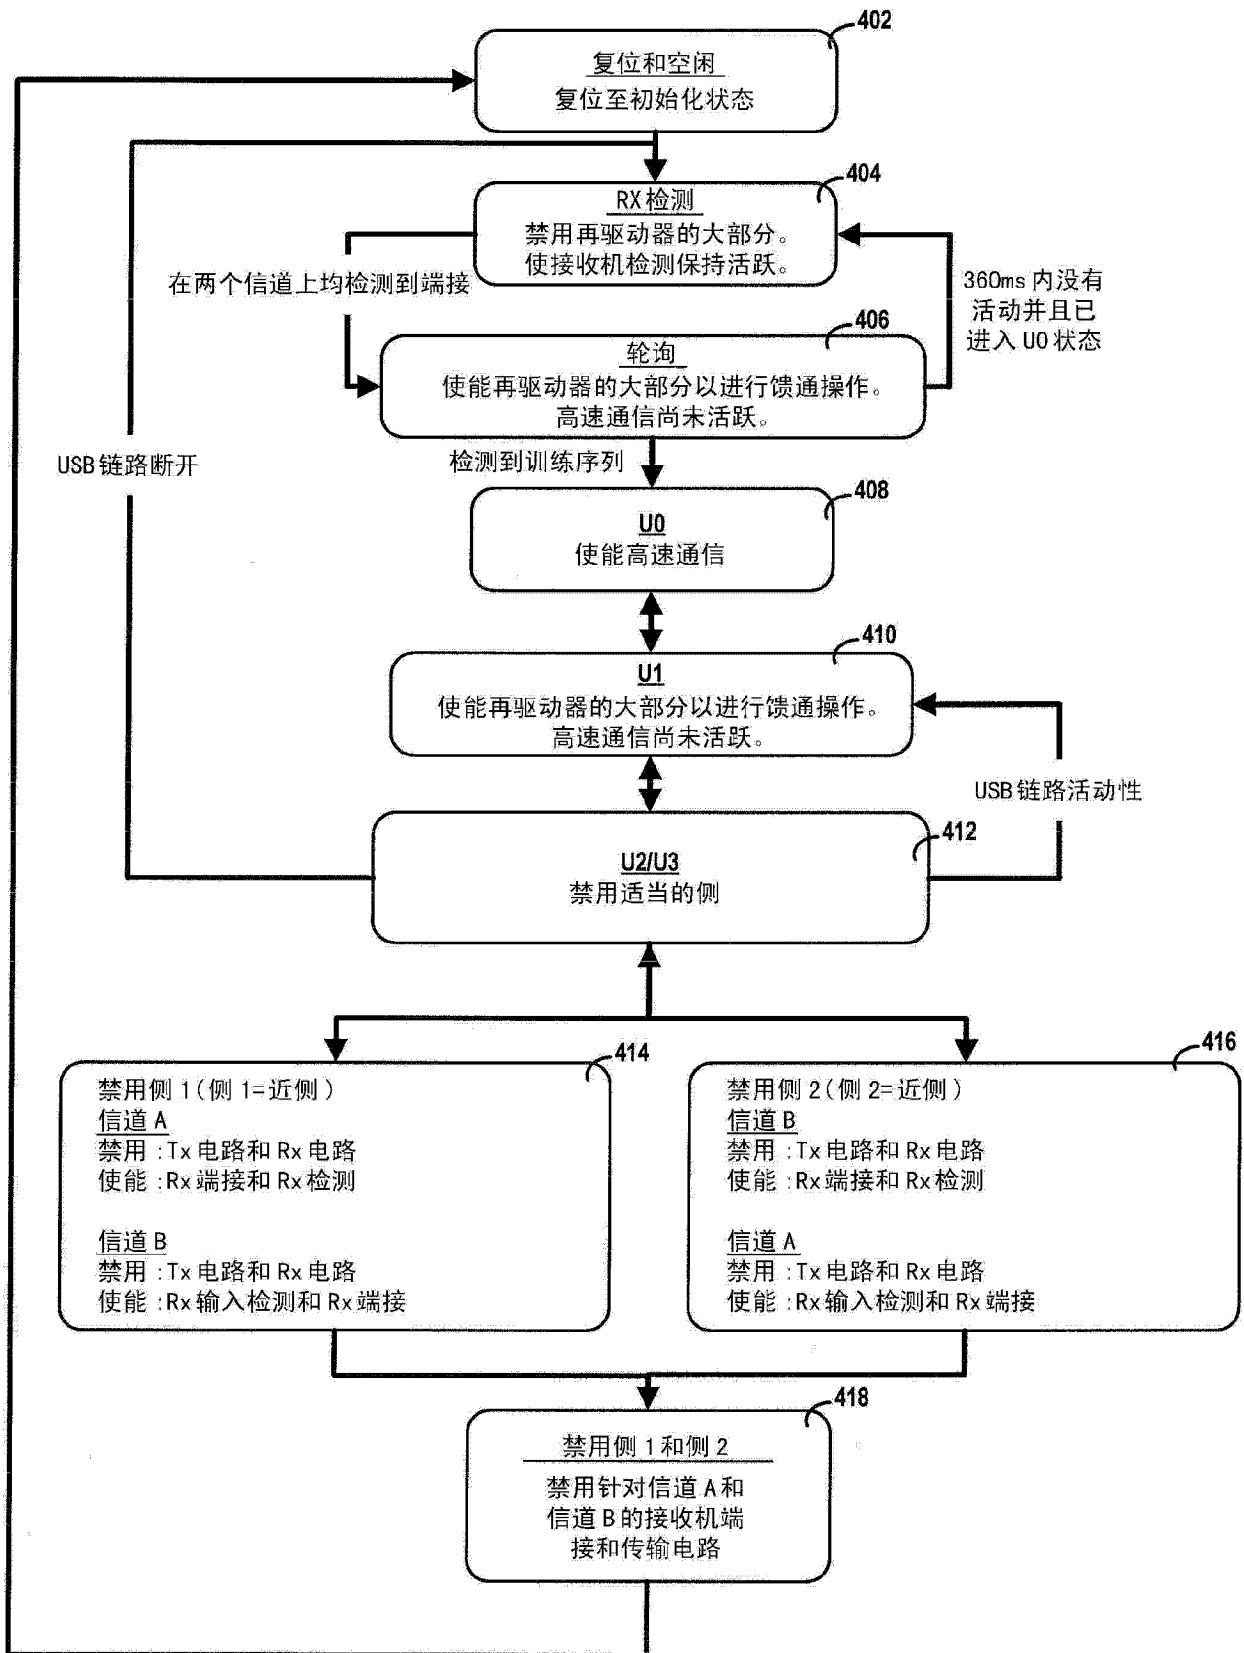 402
复位和空闲
复位至初始化状态
404
RX 检测
禁用再驱动器的大部分。
使接收机检测保持活跃。
在两个信道上均检测到端接
360ms 内没有
活动并且已
进入 U0 状态
406
轮询
使能再驱动器的大部分以进行馈通操作。
高速通信尚未活跃。
USB 链路断开
检测到训练序列
408
U0
使能高速通信
410
U1
使能再驱动器的大部分以进行馈通操作。
高速通信尚未活跃。
USB 链路活动性
412
U2/U3
禁用适当的侧
414
禁用侧 1(侧 1=近侧)
信道 A
禁用:Tx 电路和 Rx 电路
使能:Rx 端接和 Rx 检测
信道 B
禁用:Tx 电路和 Rx 电路
使能:Rx 输入检测和 Rx 端接
416
禁用侧 2(侧 2=近侧)
信道 B
禁用:Tx 电路和 Rx 电路
使能:Rx 端接和 Rx 检测
信道 A
禁用:Tx 电路和 Rx 电路
使能:Rx 输入检测和 Rx 端接
418
禁用侧 1 和侧 2
禁用针对信道 A 和
信道 B 的接收机端
接和传输电路